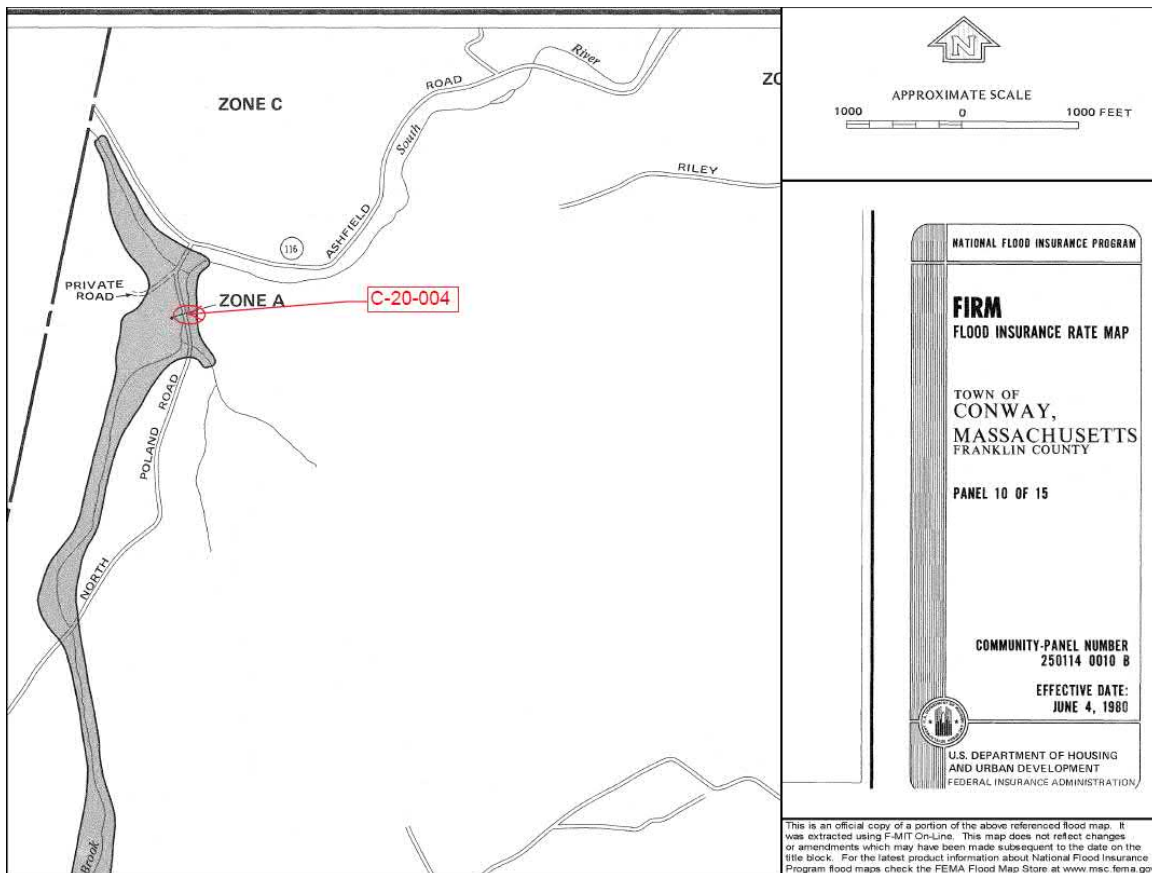 ZONE C
ROAD
River
South
RILEY
ASHFIELD
116
PRIVATE
ROAD
ZONE A
C-20-004
POLAND ROAD
NORTH
Brook
N
APPROXIMATE SCALE
1000 0 1000 FEET
NATIONAL FLOOD INSURANCE PROGRAM
FIRM
FLOOD INSURANCE RATE MAP
TOWN OF
CONWAY,
MASSACHUSETTS
FRANKLIN COUNTY
PANEL 10 OF 15
COMMUNITY-PANEL NUMBER
250114 0010 B
EFFECTIVE DATE:
JUNE 4, 1980
U.S. DEPARTMENT OF HOUSING
AND URBAN DEVELOPMENT
FEDERAL INSURANCE ADMINISTRATION
This is an official copy of a portion of the above referenced flood map. It
was extracted using F-MIT On-Line. This map does not reflect changes
or amendments which may have been made subsequent to the date on the
title block. For the latest product information about National Flood Insurance
Program flood maps check the FEMA Flood Map Store at www.msc.fema.gov